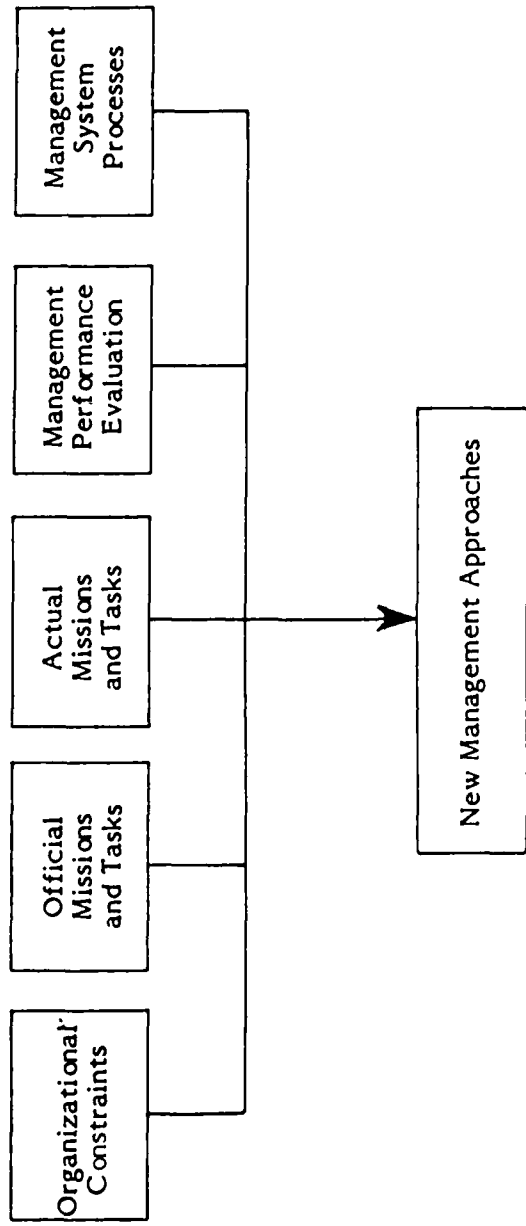 Organizational
Constraints
Official
Missions
and Tasks
Actual
Missions
and Tasks
Management
Performance
Evaluation
Management
System
Processes
New Management Approaches